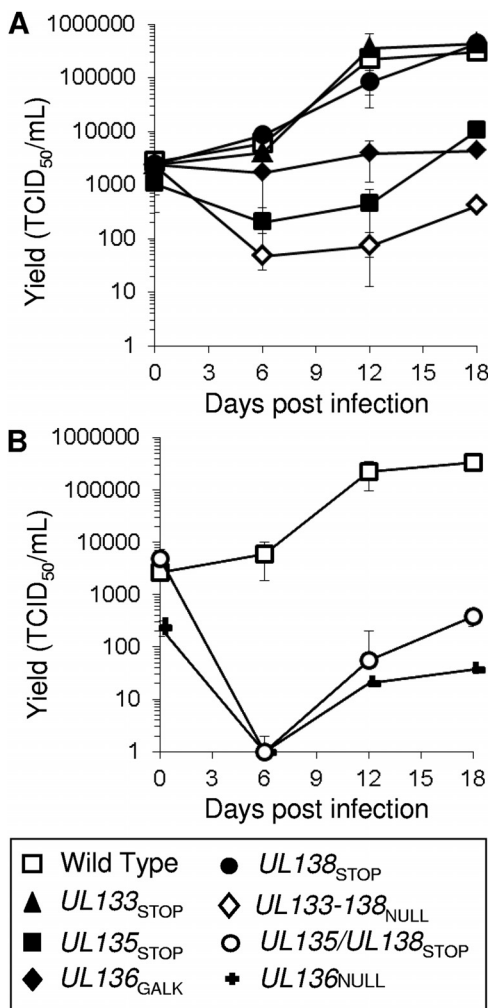 A
Yield (TCID50/mL)
1000000
100000
10000
1000
100
10
1
0 3 6 9 12 15 18
Days post infection
B
Yield (TCID50/mL)
1000000
100000
10000
1000
100
10
1
0 3 6 9 12 15 18
Days post infection
Wild Type
UL138STOP
UL133STOP
UL133-138NULL
UL135STOP
UL135/UL138STOP
UL136GALK
UL136NULL